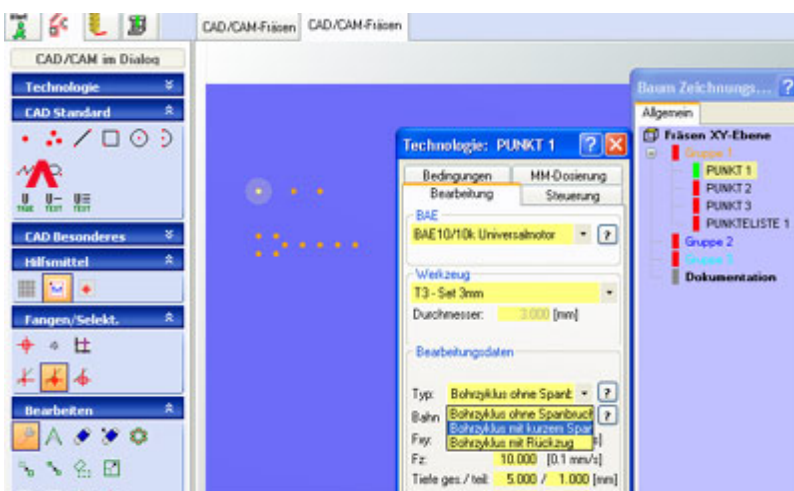 CAD/CAM-Fräsen CAD/CAM-Fräsen
CAD/CAM im Dialog
Technologie
CAD Standard
CAD Besonderes
Hilfsmittel
Fangen/Selekt.
Bearbeiten
Technologie: PUNKT 1
Bedingungen MM-Dosierung
Bearbeitung Steuerung
BAE
BAE10/10k Universalmotor
Werkzeug
T3 - Set 3mm
Durchmesser: 3.000 [mm]
Bearbeitungsdaten
Typ: Bohrzyklus ohne Spant
Bahn Bohrzyklus ohne Spanbruch
Bohrzyklus mit kurzem Span
Fxy: Bohrzyklus mit Rückzug s]
Fz: 10.000 [0.1 mm/s]
Tiefe ges./ teil: 5.000 / 1.000 [mm]
Baum Zeichnungs...
Allgemein
Fräsen XY-Ebene
Gruppe 1
PUNKT 1
PUNKT 2
PUNKT 3
PUNKTELISTE 1
Gruppe 2
Dokumentation